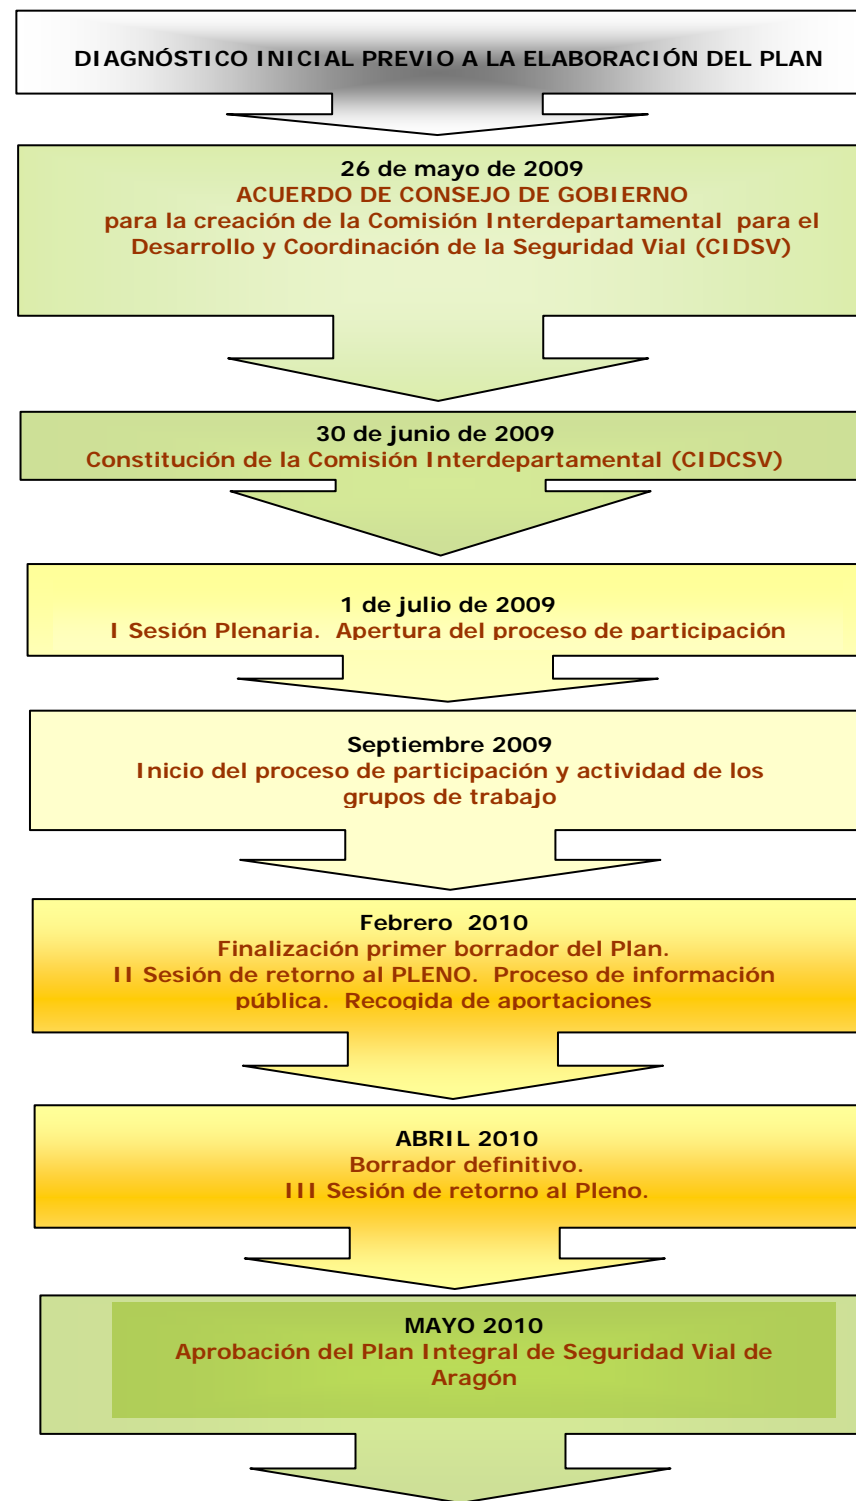 DIAGNÓSTICO INICIAL PREVIO A LA ELABORACIÓN DEL PLAN
26 de mayo de 2009
ACUERDO DE CONSEJO DE GOBIERNO
para la creación de la Comisión Interdepartamental para el
Desarrollo y Coordinación de la Seguridad Vial (CIDSV)
30 de junio de 2009
Constitución de la Comisión Interdepartamental (CIDCSV)
1 de julio de 2009
I Sesión Plenaria. Apertura del proceso de participación
Septiembre 2009
Inicio del proceso de participación y actividad de los
grupos de trabajo
Febrero 2010
Finalización primer borrador del Plan.
II Sesión de retorno al PLENO. Proceso de información
pública. Recogida de aportaciones
ABRIL 2010
Borrador definitivo.
III Sesión de retorno al Pleno.
MAYO 2010
Aprobación del Plan Integral de Seguridad Vial de
Aragón